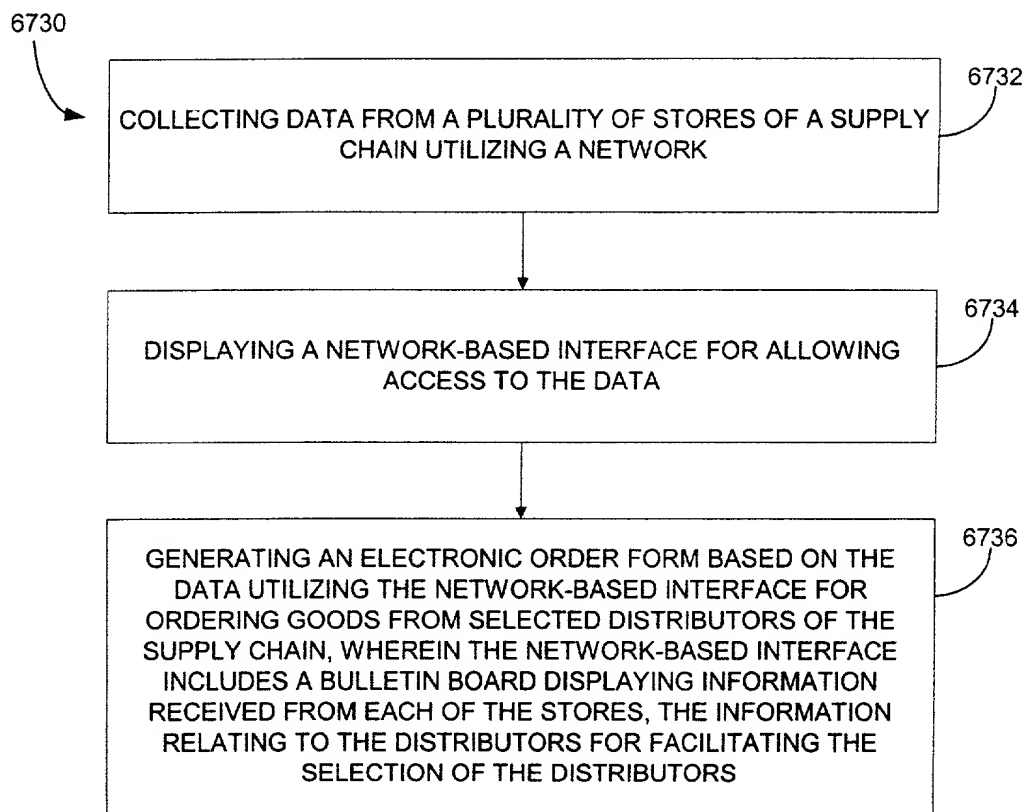 6730
6732
COLLECTING DATA FROM A PLURALITY OF STORES OF A SUPPLY
CHAIN UTILIZING A NETWORK
6734
DISPLAYING A NETWORK-BASED INTERFACE FOR ALLOWING
ACCESS TO THE DATA
6736
GENERATING AN ELECTRONIC ORDER FORM BASED ON THE
DATA UTILIZING THE NETWORK-BASED INTERFACE FOR
ORDERING GOODS FROM SELECTED DISTRIBUTORS OF THE
SUPPLY CHAIN, WHEREIN THE NETWORK-BASED INTERFACE
INCLUDES A BULLETIN BOARD DISPLAYING INFORMATION
RECEIVED FROM EACH OF THE STORES, THE INFORMATION
RELATING TO THE DISTRIBUTORS FOR FACILITATING THE
SELECTION OF THE DISTRIBUTORS